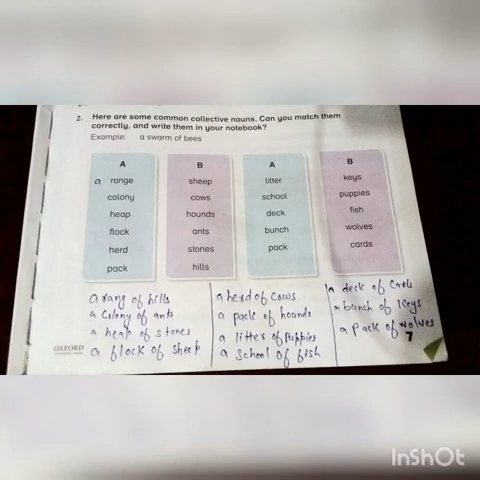 2. Here are some common collective nouns. Can you match them
correctly, and write them in your notebook?
Example: a swarm of bees
A
a range
colony
heap
flock
herd
pack
B
sheep
cows
hounds
ants
stones
hills
A
litter
school
deck
bunch
pack
B
keys
puppies
fish
wolves
cards
a rang of hills
a colony of ants
a heap of stones
a flock of sheep
a herd of cows
a pack of hounds
a litter of puppies
a school of fish
a deck of cards
a bunch of keys
a pack of wolves
7
OXFORD
InShOt